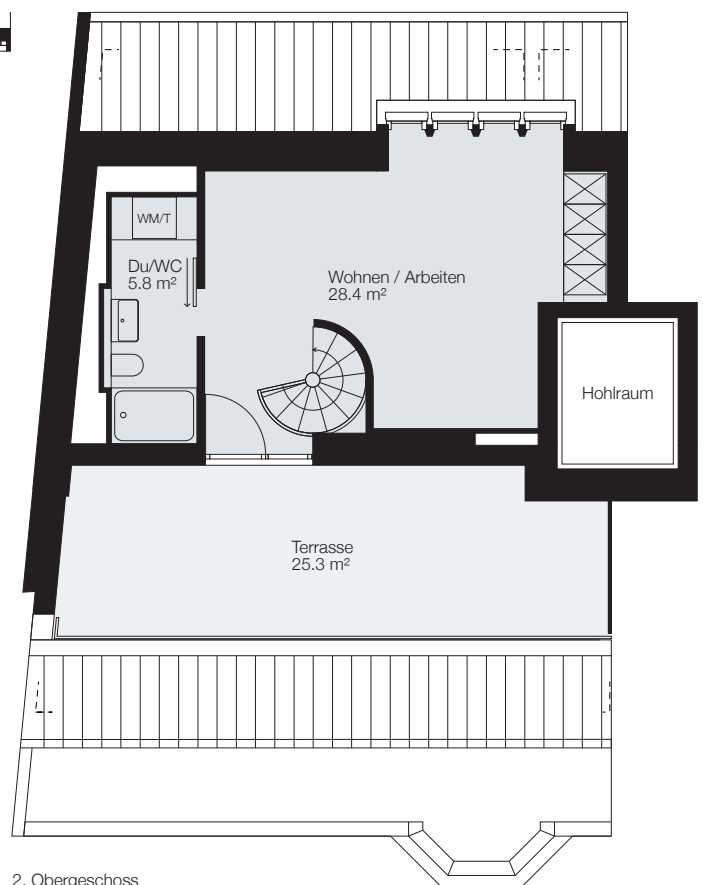 WM/T
Du/WC
5.8 m²
Wohnen / Arbeiten
28.4 m²
Hohlraum
Terrasse
25.3 m²
2. Obergeschoss